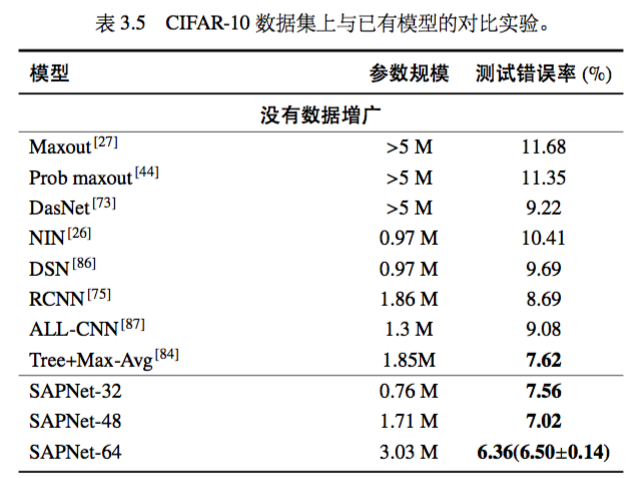 表 3.5 CIFAR-10 数据集上与已有模型的对比实验。
模型 参数规模 测试错误率 (%)
没有数据增广
Maxout[27] >5 M 11.68
Prob maxout[44] >5 M 11.35
DasNet[73] >5 M 9.22
NIN[26] 0.97 M 10.41
DSN[86] 0.97 M 9.69
RCNN[75] 1.86 M 8.69
ALL-CNN[87] 1.3 M 9.08
Tree+Max-Avg[84] 1.85M 7.62
SAPNet-32 0.76 M 7.56
SAPNet-48 1.71 M 7.02
SAPNet-64 3.03 M 6.36(6.50±0.14)